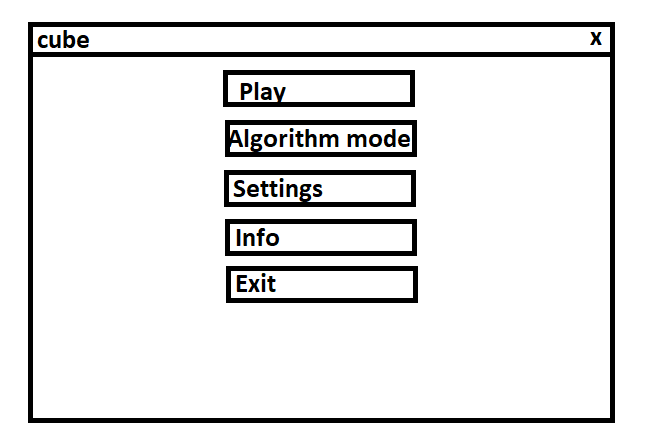 cube x
Play
Algorithm mode
Settings
Info
Exit